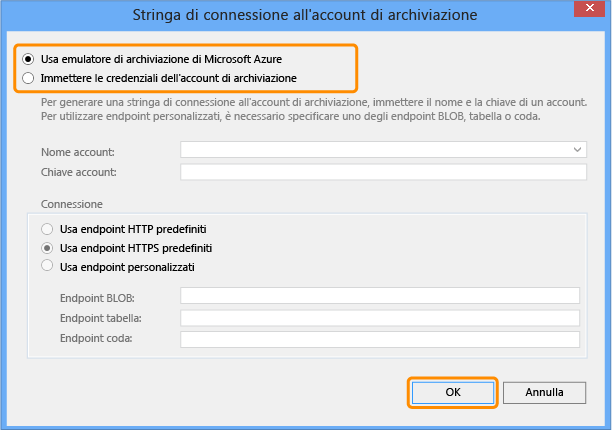 Stringa di connessione all'account di archiviazione
Usa emulatore di archiviazione di Microsoft Azure
Immettere le credenziali dell'account di archiviazione
Per generare una stringa di connessione all'account di archiviazione, immettere il nome e la chiave di un account.
Per utilizzare endpoint personalizzati, è necessario specificare uno degli endpoint BLOB, tabella o coda.
Nome account:
Chiave account:
Connessione
Usa endpoint HTTP predefiniti
Usa endpoint HTTPS predefiniti
Usa endpoint personalizzati
Endpoint BLOB:
Endpoint tabella:
Endpoint coda:
OK
Annulla